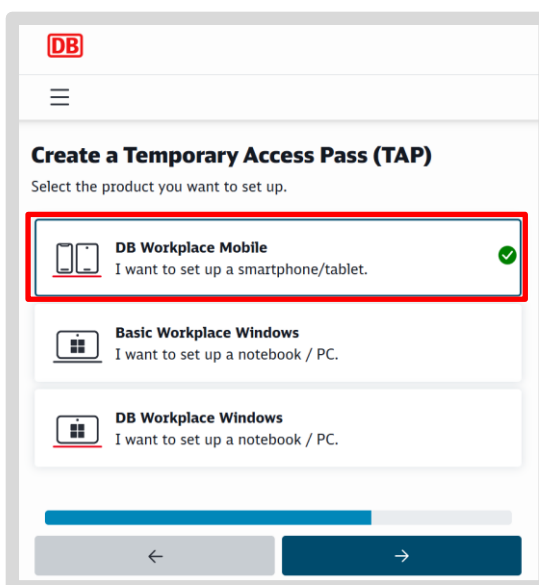 DB
Create a Temporary Access Pass (TAP)
Select the product you want to set up.
DB Workplace Mobile
I want to set up a smartphone/tablet.
Basic Workplace Windows
I want to set up a notebook / PC.
DB Workplace Windows
I want to set up a notebook / PC.